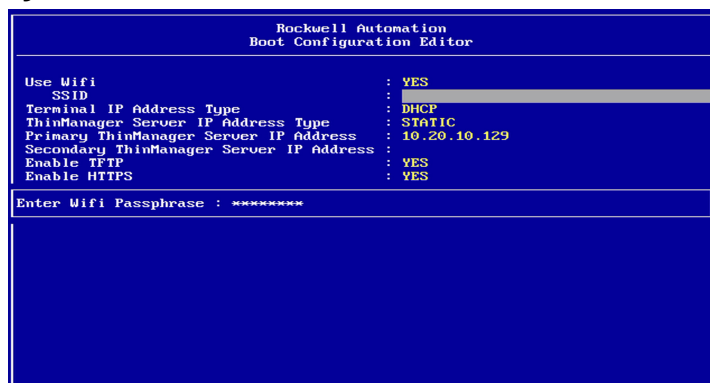 Rockwell Automation
Boot Configuration Editor
Use Wifi : YES
SSID :
Terminal IP Address Type : DHCP
ThinManager Server IP Address Type : STATIC
Primary ThinManager Server IP Address : 10.20.10.129
Secondary ThinManager Server IP Address :
Enable TFTP : YES
Enable HTTPS : YES
Enter Wifi Passphrase : ********